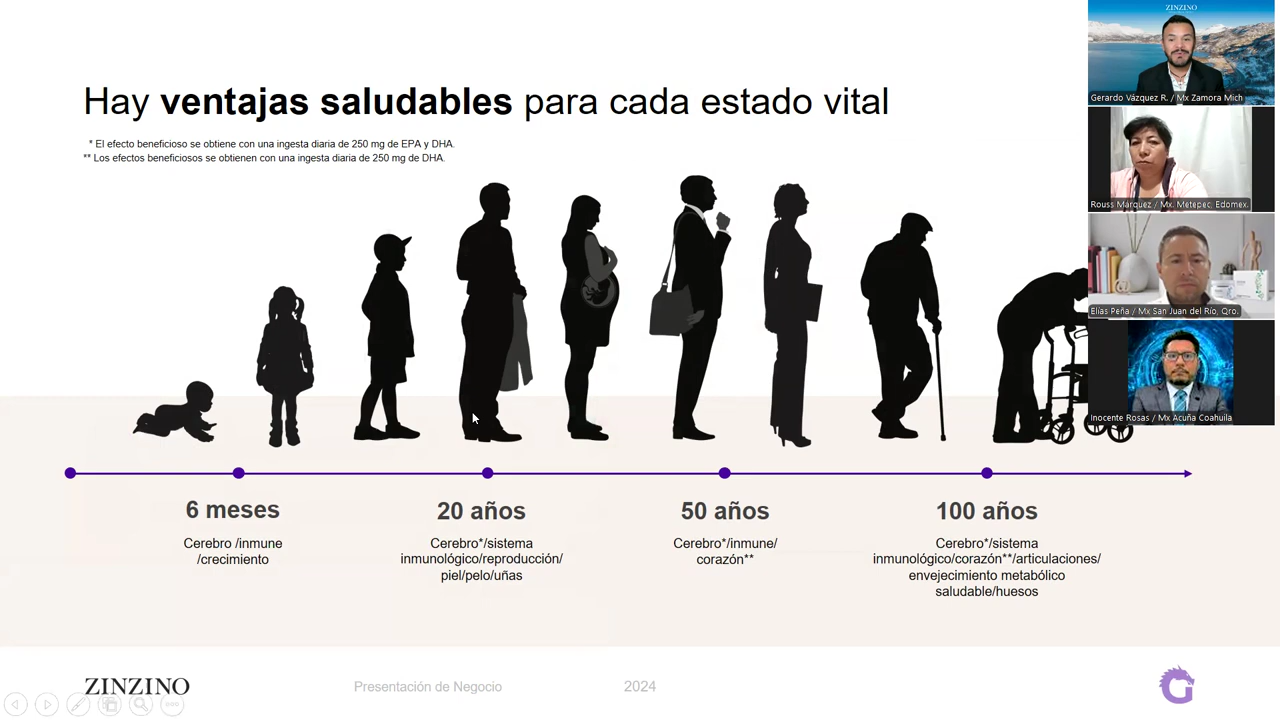 Hay ventajas saludables para cada estado vital
* El efecto beneficioso se obtiene con una ingesta diaria de 250 mg de EPA y DHA.
** Los efectos beneficiosos se obtienen con una ingesta diaria de 250 mg de DHA.
6 meses
Cerebro /inmune
/crecimiento
20 años
Cerebro*/sistema
inmunológico/reproducción/
piel/pelo/uñas
50 años
Cerebro*/inmune/
corazón**
100 años
Cerebro*/sistema
inmunológico/corazón**/articulaciones/
envejecimiento metabólico
saludable/huesos
ZINZINO
Presentación de Negocio
2024
ZINZINO
Gerardo Vázquez R. / Mx Zamora Mich
Rouss Marquez / Mx. Metepec, Edomex.
Elías Peña / Mx San Juan del Río, Qro.
Inocente Rosas / Mx Acuña Coahuila